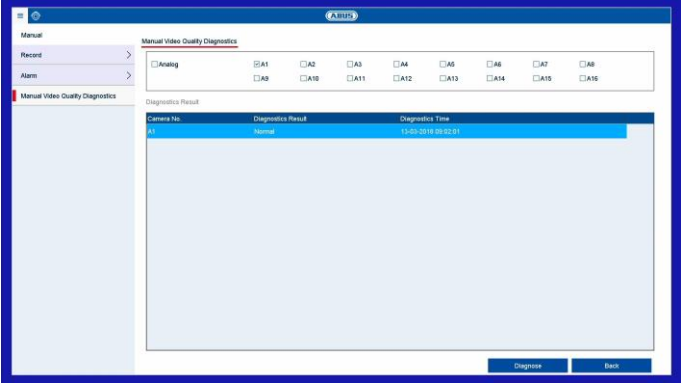 ABUS
Manual
Record
Alarm
Manual Video Quality Diagnostics
Manual Video Quality Diagnostics
Analog A1 A2 A3 A4 A5 A6 A7 A8
A9 A10 A11 A12 A13 A14 A15 A16
Diagnostics Result
Camera No. Diagnostics Result Diagnostics Time
A1 Normal 13-03-2018 09:02:01
Diagnose Back